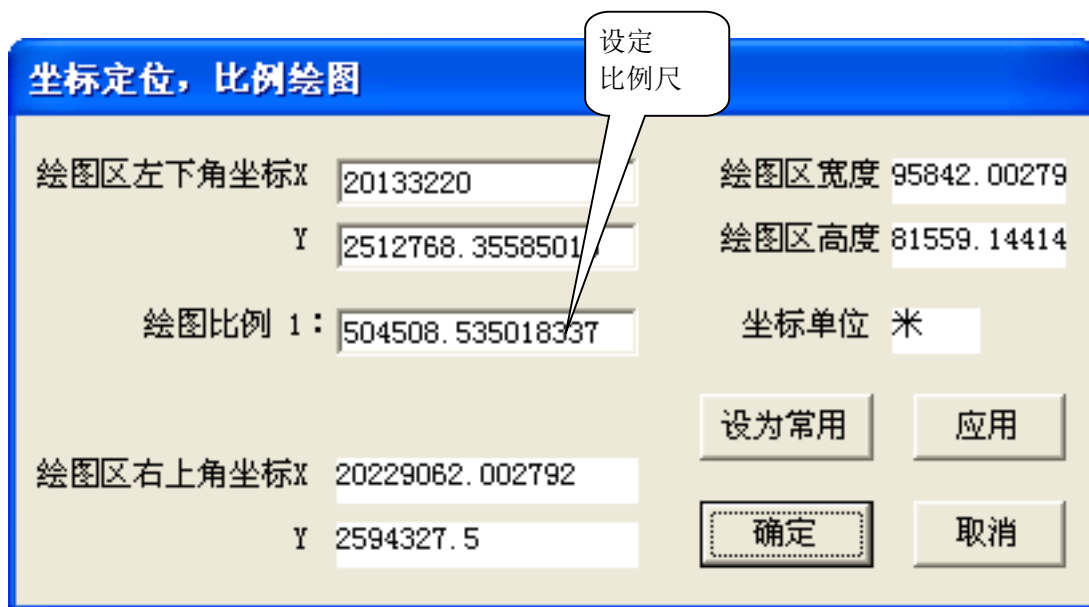 设定
比例尺
坐标定位，比例绘图
绘图区左下角坐标X 20133220 绘图区宽度 95842.00279
Y 2512768.3558501 绘图区高度 81559.14414
绘图比例 1: 504508.535018337 坐标单位 米
设为常用 应用
绘图区右上角坐标X 20229062.002792
Y 2594327.5 确定 取消